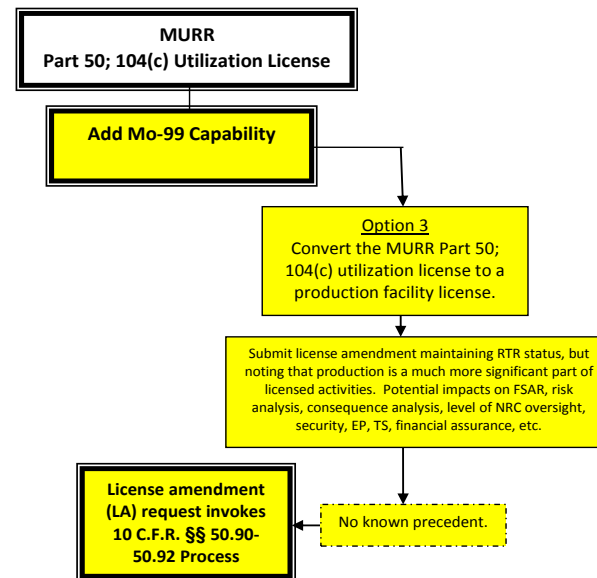 MURR
Part 50; 104(c) Utilization License
Add Mo-99 Capability
Option 3
Convert the MURR Part 50;
104(c) utilization license to a
production facility license.
Submit license amendment maintaining RTR status, but
noting that production is a much more significant part of
licensed activities. Potential impacts on FSAR, risk
analysis, consequence analysis, level of NRC oversight,
security, EP, TS, financial assurance, etc.
No known precedent.
License amendment
(LA) request invokes
10 C.F.R. §§ 50.90-
50.92 Process